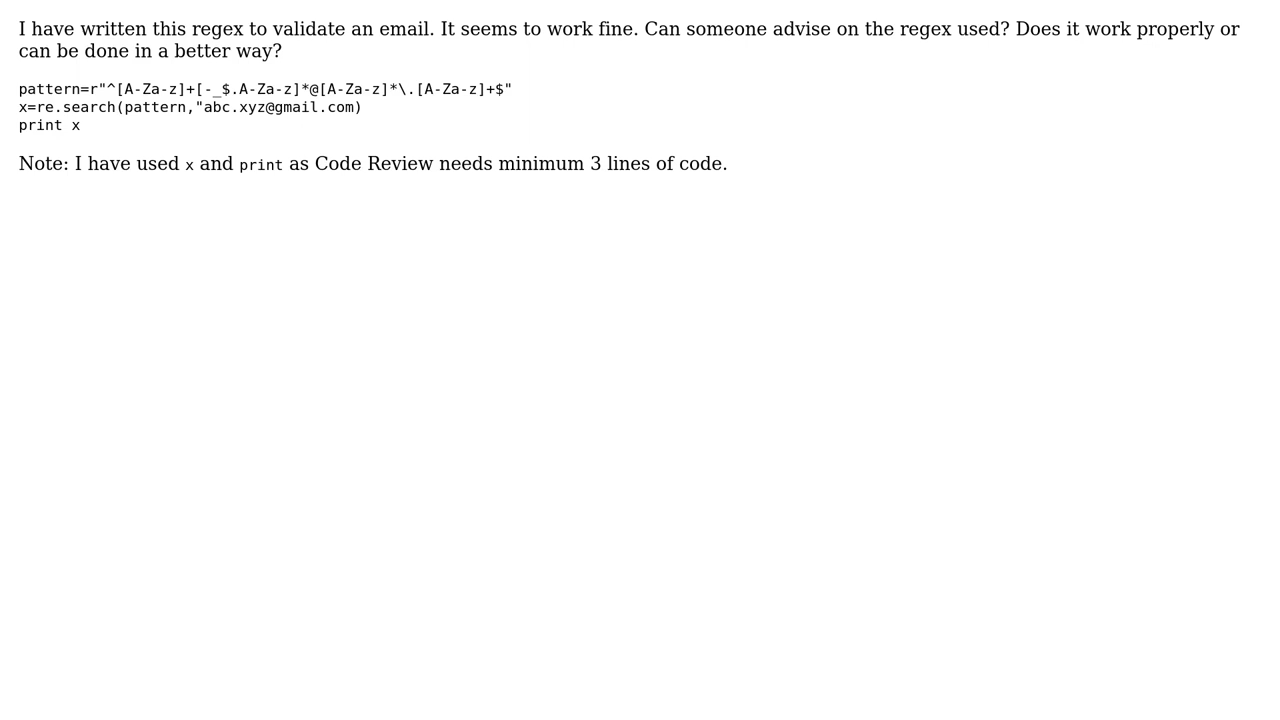 I have written this regex to validate an email. It seems to work fine. Can someone advise on the regex used? Does it work properly or
can be done in a better way?
pattern=r"^[A-Za-z]+[-_$.A-Za-z]*@[A-Za-z]*\.[A-Za-z]+$"
x=re.search(pattern,"abc.xyz@gmail.com)
print x
Note: I have used x and print as Code Review needs minimum 3 lines of code.